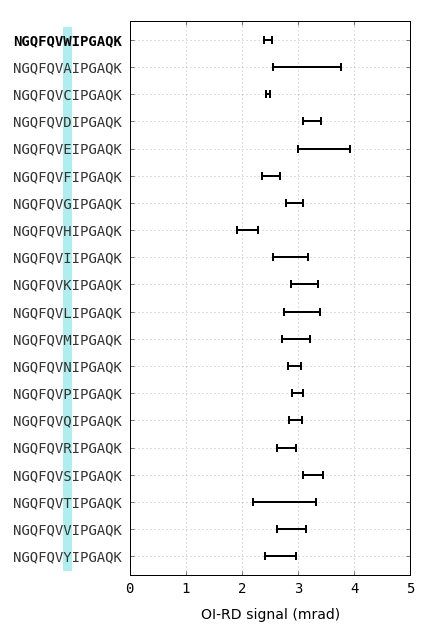 NGQFQVWIPGAQK
NGQFQVAIPGAQK
NGQFQVCIPGAQK
NGQFQVDIPGAQK
NGQFQVEIPGAQK
NGQFQVFIPGAQK
NGQFQVGIPGAQK
NGQFQVHIPGAQK
NGQFQVIIPGAQK
NGQFQVKIPGAQK
NGQFQVLIPGAQK
NGQFQVMIPGAQK
NGQFQVNIPGAQK
NGQFQVPIPGAQK
NGQFQVQIPGAQK
NGQFQVRIPGAQK
NGQFQVSIPGAQK
NGQFQVTIPGAQK
NGQFQVVIPGAQK
NGQFQVYIPGAQK
0 1 2 3 4 5
OI-RD signal (mrad)